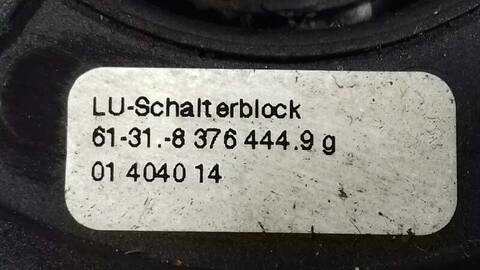 LU-Schalterblock
61-31.-8 376 444.9 g
01 4040 14